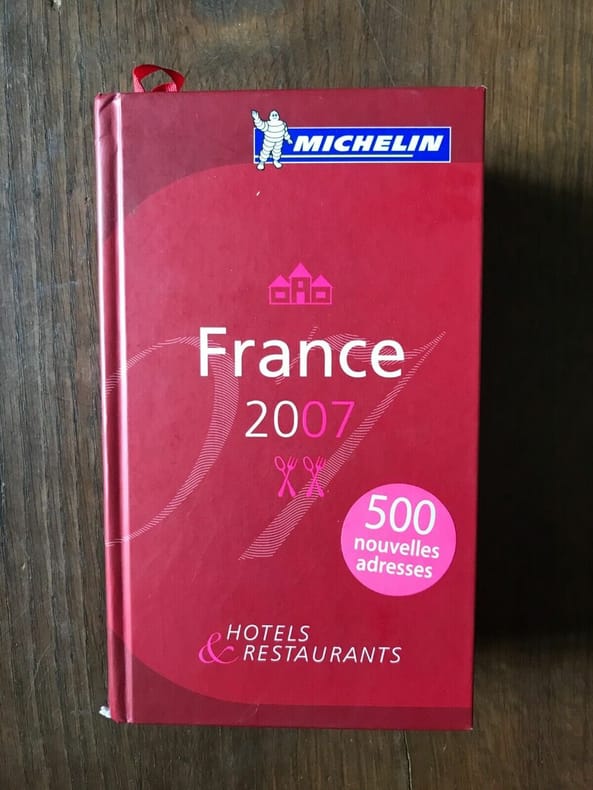 MICHELIN
France
2007
500
nouvelles
adresses
HOTELS
& RESTAURANTS